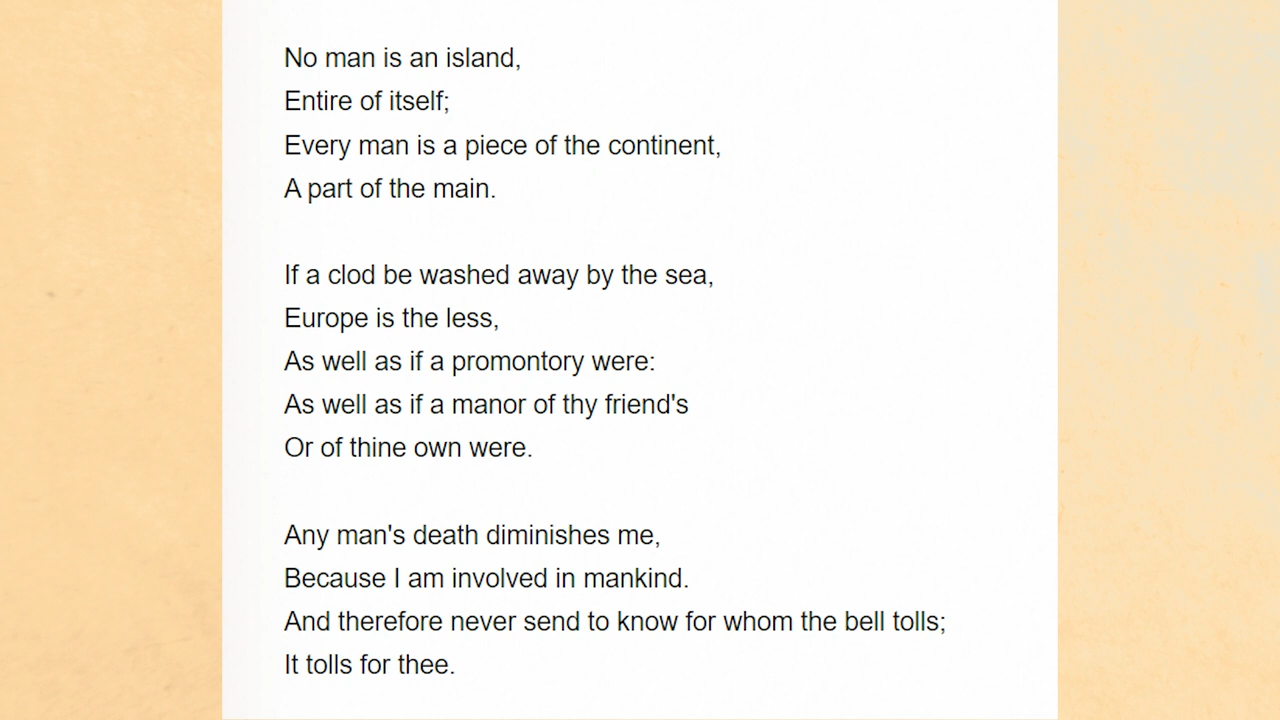 No man is an island,
Entire of itself;
Every man is a piece of the continent,
A part of the main.
If a clod be washed away by the sea,
Europe is the less,
As well as if a promontory were:
As well as if a manor of thy friend's
Or of thine own were.
Any man's death diminishes me,
Because I am involved in mankind.
And therefore never send to know for whom the bell tolls;
It tolls for thee.